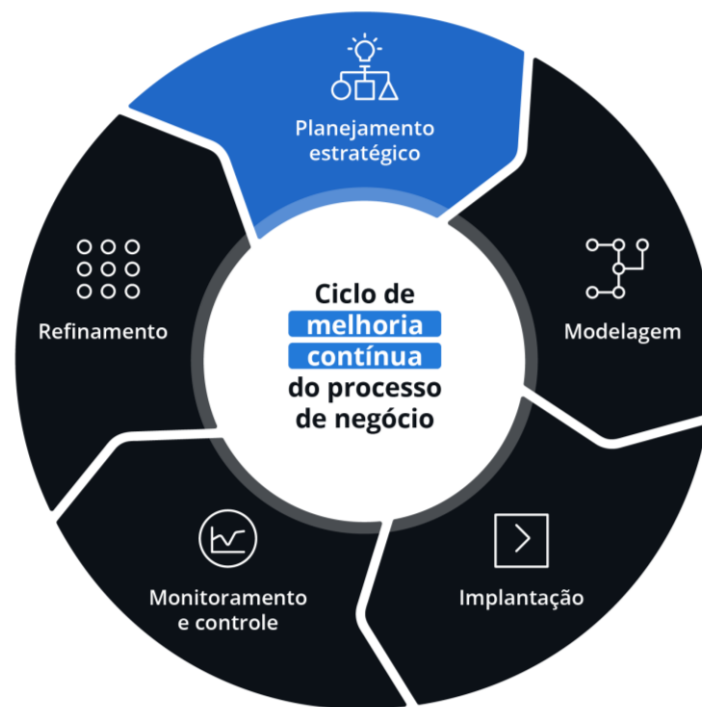 Planejamento
estratégico
Modelagem
Implantação
Monitoramento
e controle
Refinamento
Ciclo de
melhoria
contínua
do processo
de negócio